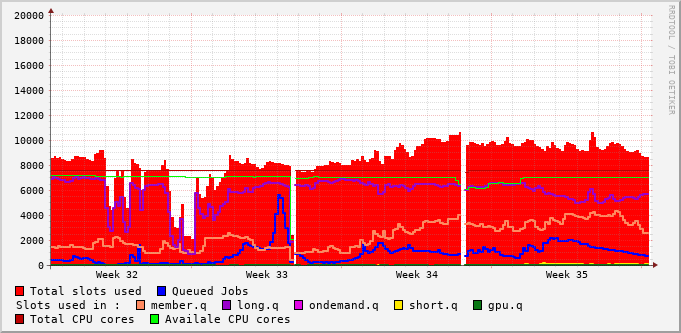 20000
18000
16000
14000
12000
10000
8000
6000
4000
2000
0
Week 32 Week 33 Week 34 Week 35
RRDTOOL / TOBI OETIKER
Total slots used Queued Jobs
Slots used in : member.q long.q ondemand.q short.q gpu.q
Total CPU cores Availale CPU cores